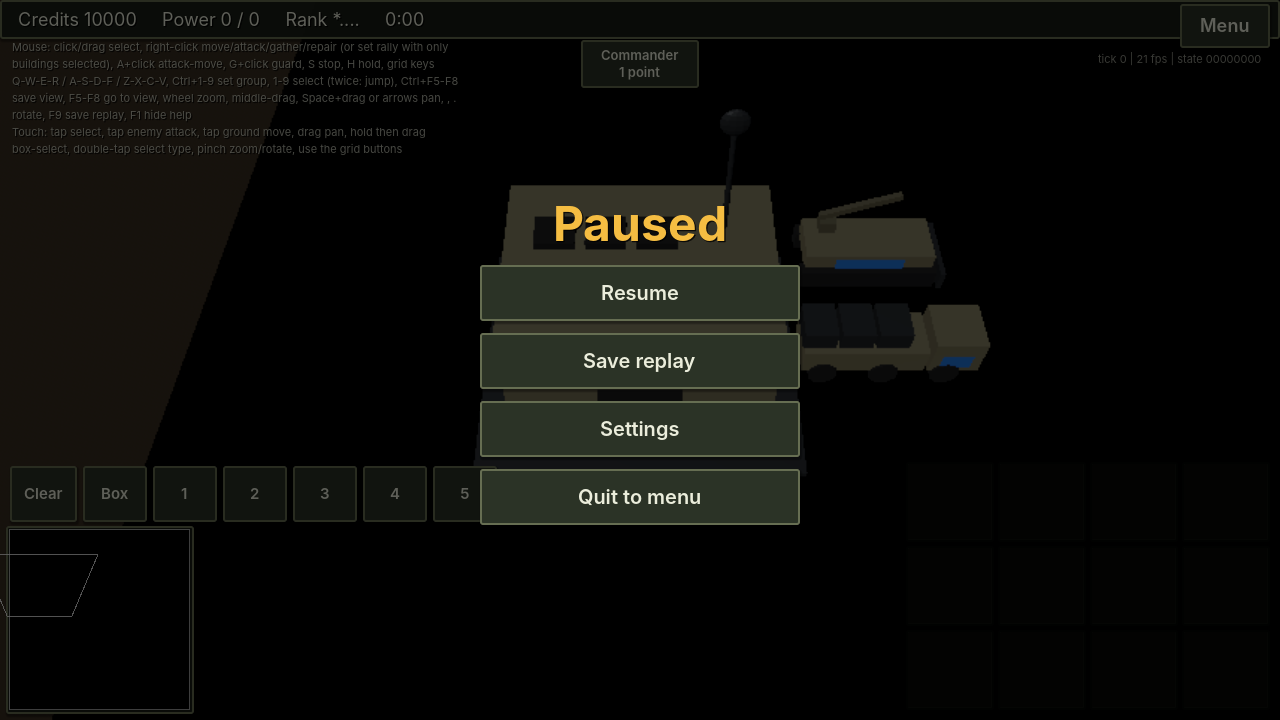 Credits 10000 Power 0 / 0 Rank *.... 0:00
Menu
Mouse: click/drag select, right-click move/attack/gather/repair (or set rally with only
buildings selected), A+click attack-move, G+click guard, S stop, H hold, grid keys
Q-W-E-R / A-S-D-F / Z-X-C-V, Ctrl+1-9 set group, 1-9 select (twice: jump), Ctrl+F5-F8
save view, F5-F8 go to view, wheel zoom, middle-drag, Space+drag or arrows pan, , .
rotate, F9 save replay, F1 hide help
Touch: tap select, tap enemy attack, tap ground move, drag pan, hold then drag
box-select, double-tap select type, pinch zoom/rotate, use the grid buttons
Commander
1 point
tick 0 | 21 fps | state 00000000
Paused
Resume
Save replay
Settings
Quit to menu
Clear Box 1 2 3 4 5